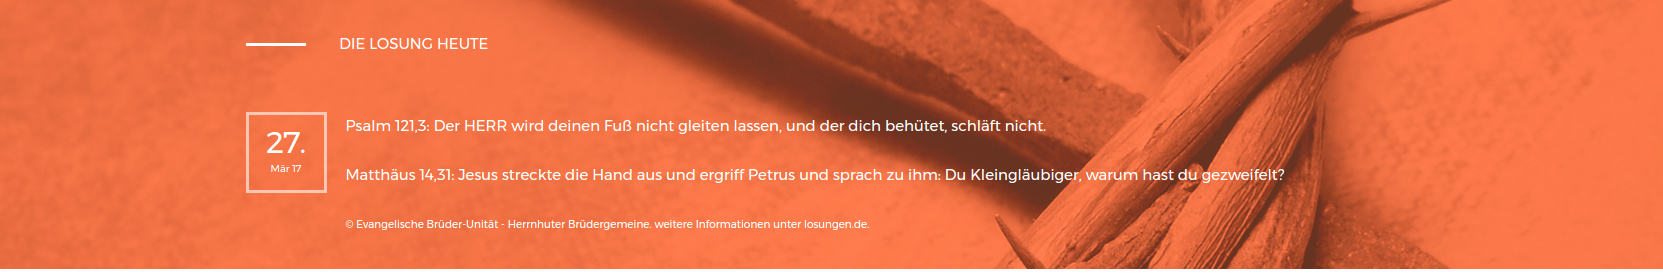 DIE LOSUNG HEUTE
27.
Mär 17
Psalm 121,3: Der HERR wird deinen Fuß nicht gleiten lassen, und der dich behütet, schläft nicht.
Matthäus 14,31: Jesus streckte die Hand aus und ergriff Petrus und sprach zu ihm: Du Kleingläubiger, warum hast du gezweifelt?
© Evangelische Brüder-Unität - Herrnhuter Brüdergemeine. weitere Informationen unter losungen.de.